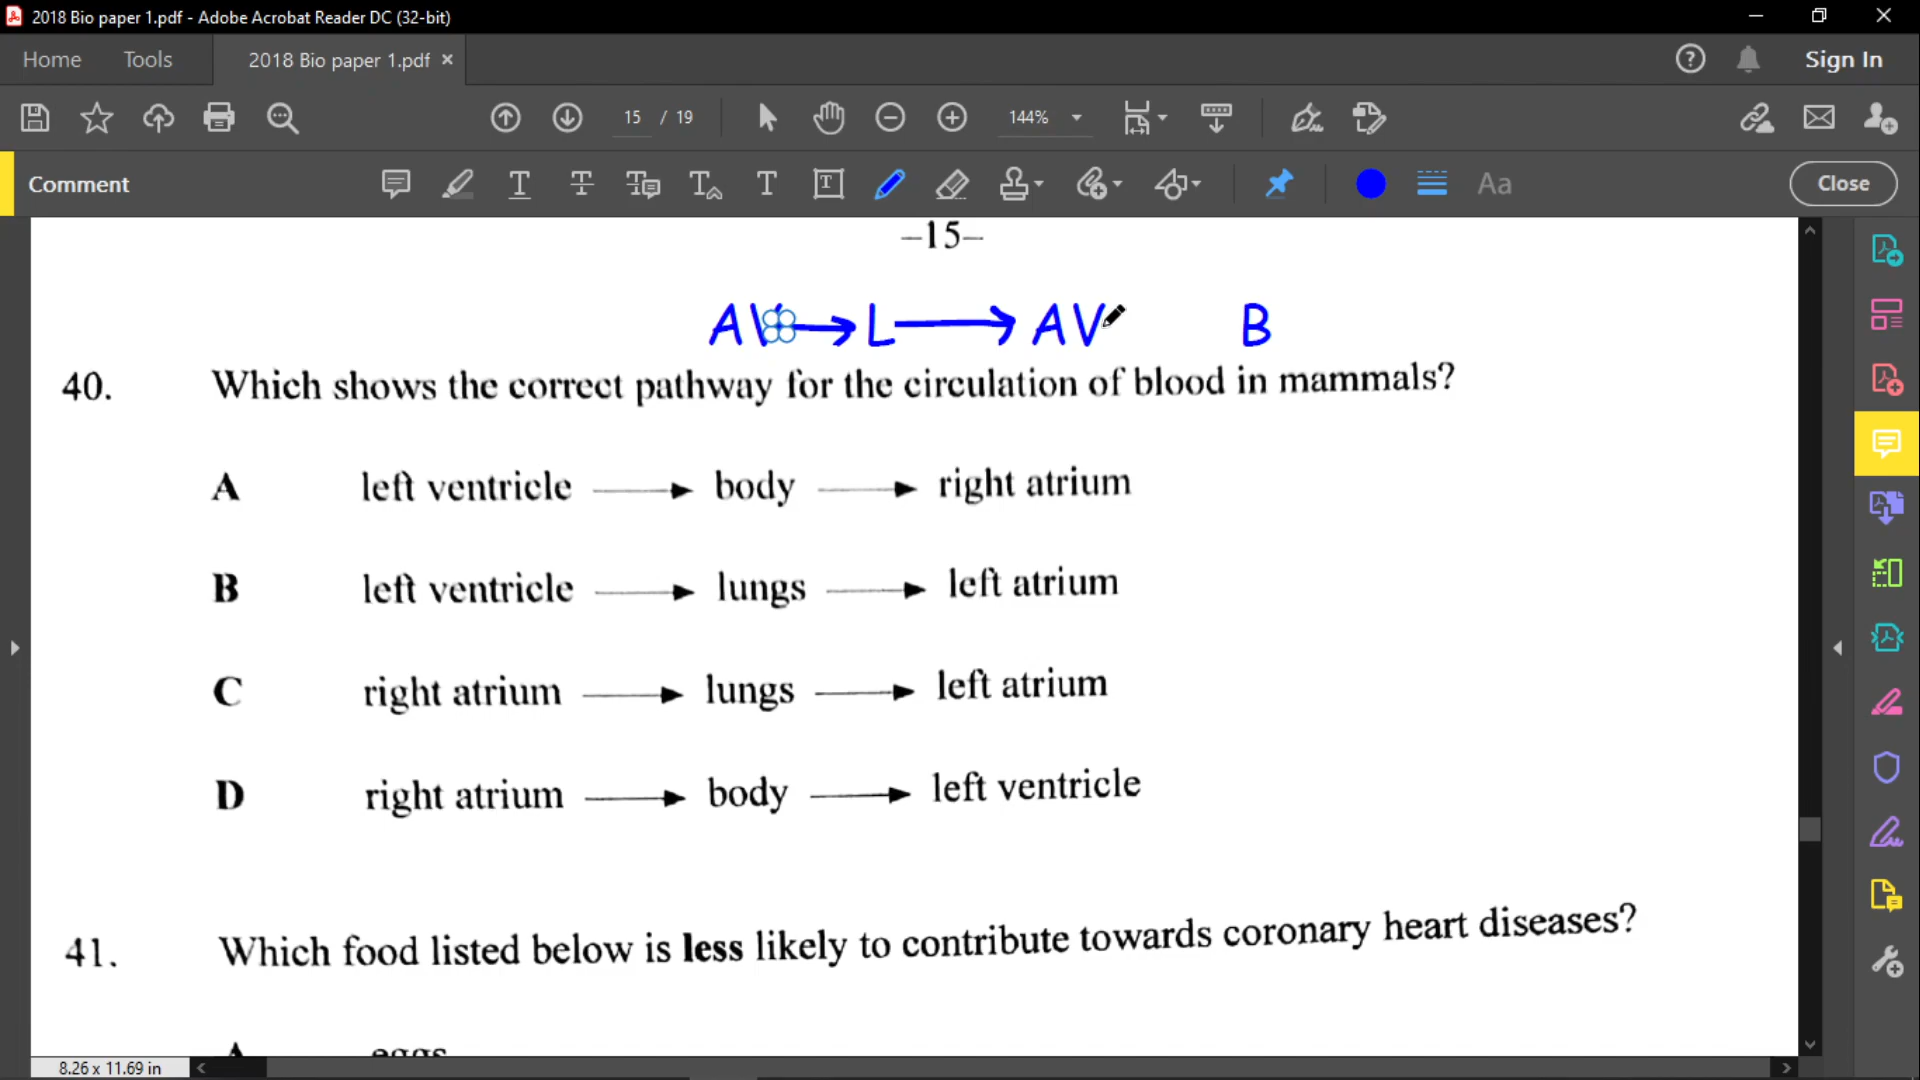 2018 Bio paper 1.pdf - Adobe Acrobat Reader DC (32-bit)
Home Tools 2018 Bio paper 1.pdf × Sign In
15 / 19 144%
Comment Aa Close
–15–
AV → L → AV B
40. Which shows the correct pathway for the circulation of blood in mammals?
A left ventricle → body → right atrium
B left ventricle → lungs → left atrium
C right atrium → lungs → left atrium
D right atrium → body → left ventricle
41. Which food listed below is less likely to contribute towards coronary heart diseases?
A eggs
8.26 x 11.69 in